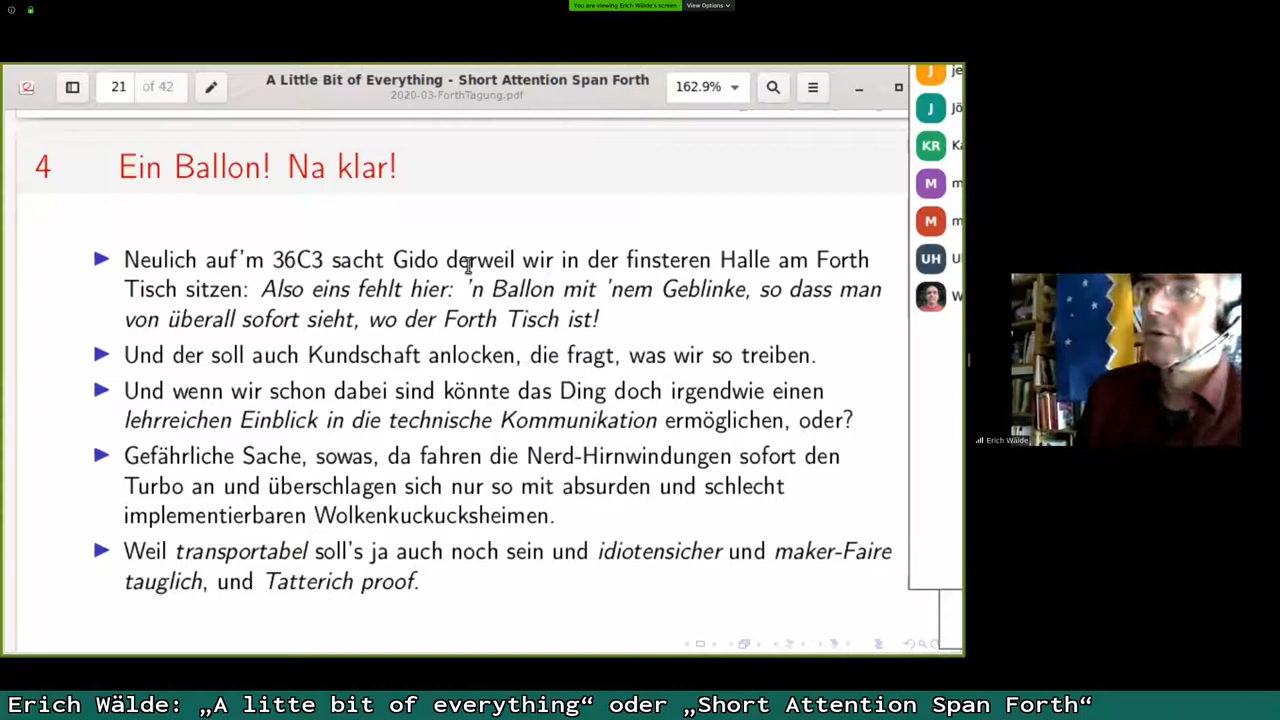 You are viewing Erich Wälde's screen View Options
21 of 42
A Little Bit of Everything - Short Attention Span Forth
2020-03-ForthTagung.pdf
162.9%
4 Ein Ballon! Na klar!
Neulich auf'm 36C3 sacht Gido derweil wir in der finsteren Halle am Forth
Tisch sitzen: Also eins fehlt hier: 'n Ballon mit 'nem Geblinke, so dass man
von überall sofort sieht, wo der Forth Tisch ist!
Und der soll auch Kundschaft anlocken, die fragt, was wir so treiben.
Und wenn wir schon dabei sind könnte das Ding doch irgendwie einen
lehrreichen Einblick in die technische Kommunikation ermöglichen, oder?
Gefährliche Sache, sowas, da fahren die Nerd-Hirnwindungen sofort den
Turbo an und überschlagen sich nur so mit absurden und schlecht
implementierbaren Wolkenkuckucksheimen.
Weil transportabel soll's ja auch noch sein und idiotensicher und maker-Faire
tauglich, und Tatterich proof.
J je
J Jö
KR Ka
M m
M m
UH U
W
Erich Wälde
Erich Wälde: „A litte bit of everything“ oder „Short Attention Span Forth“